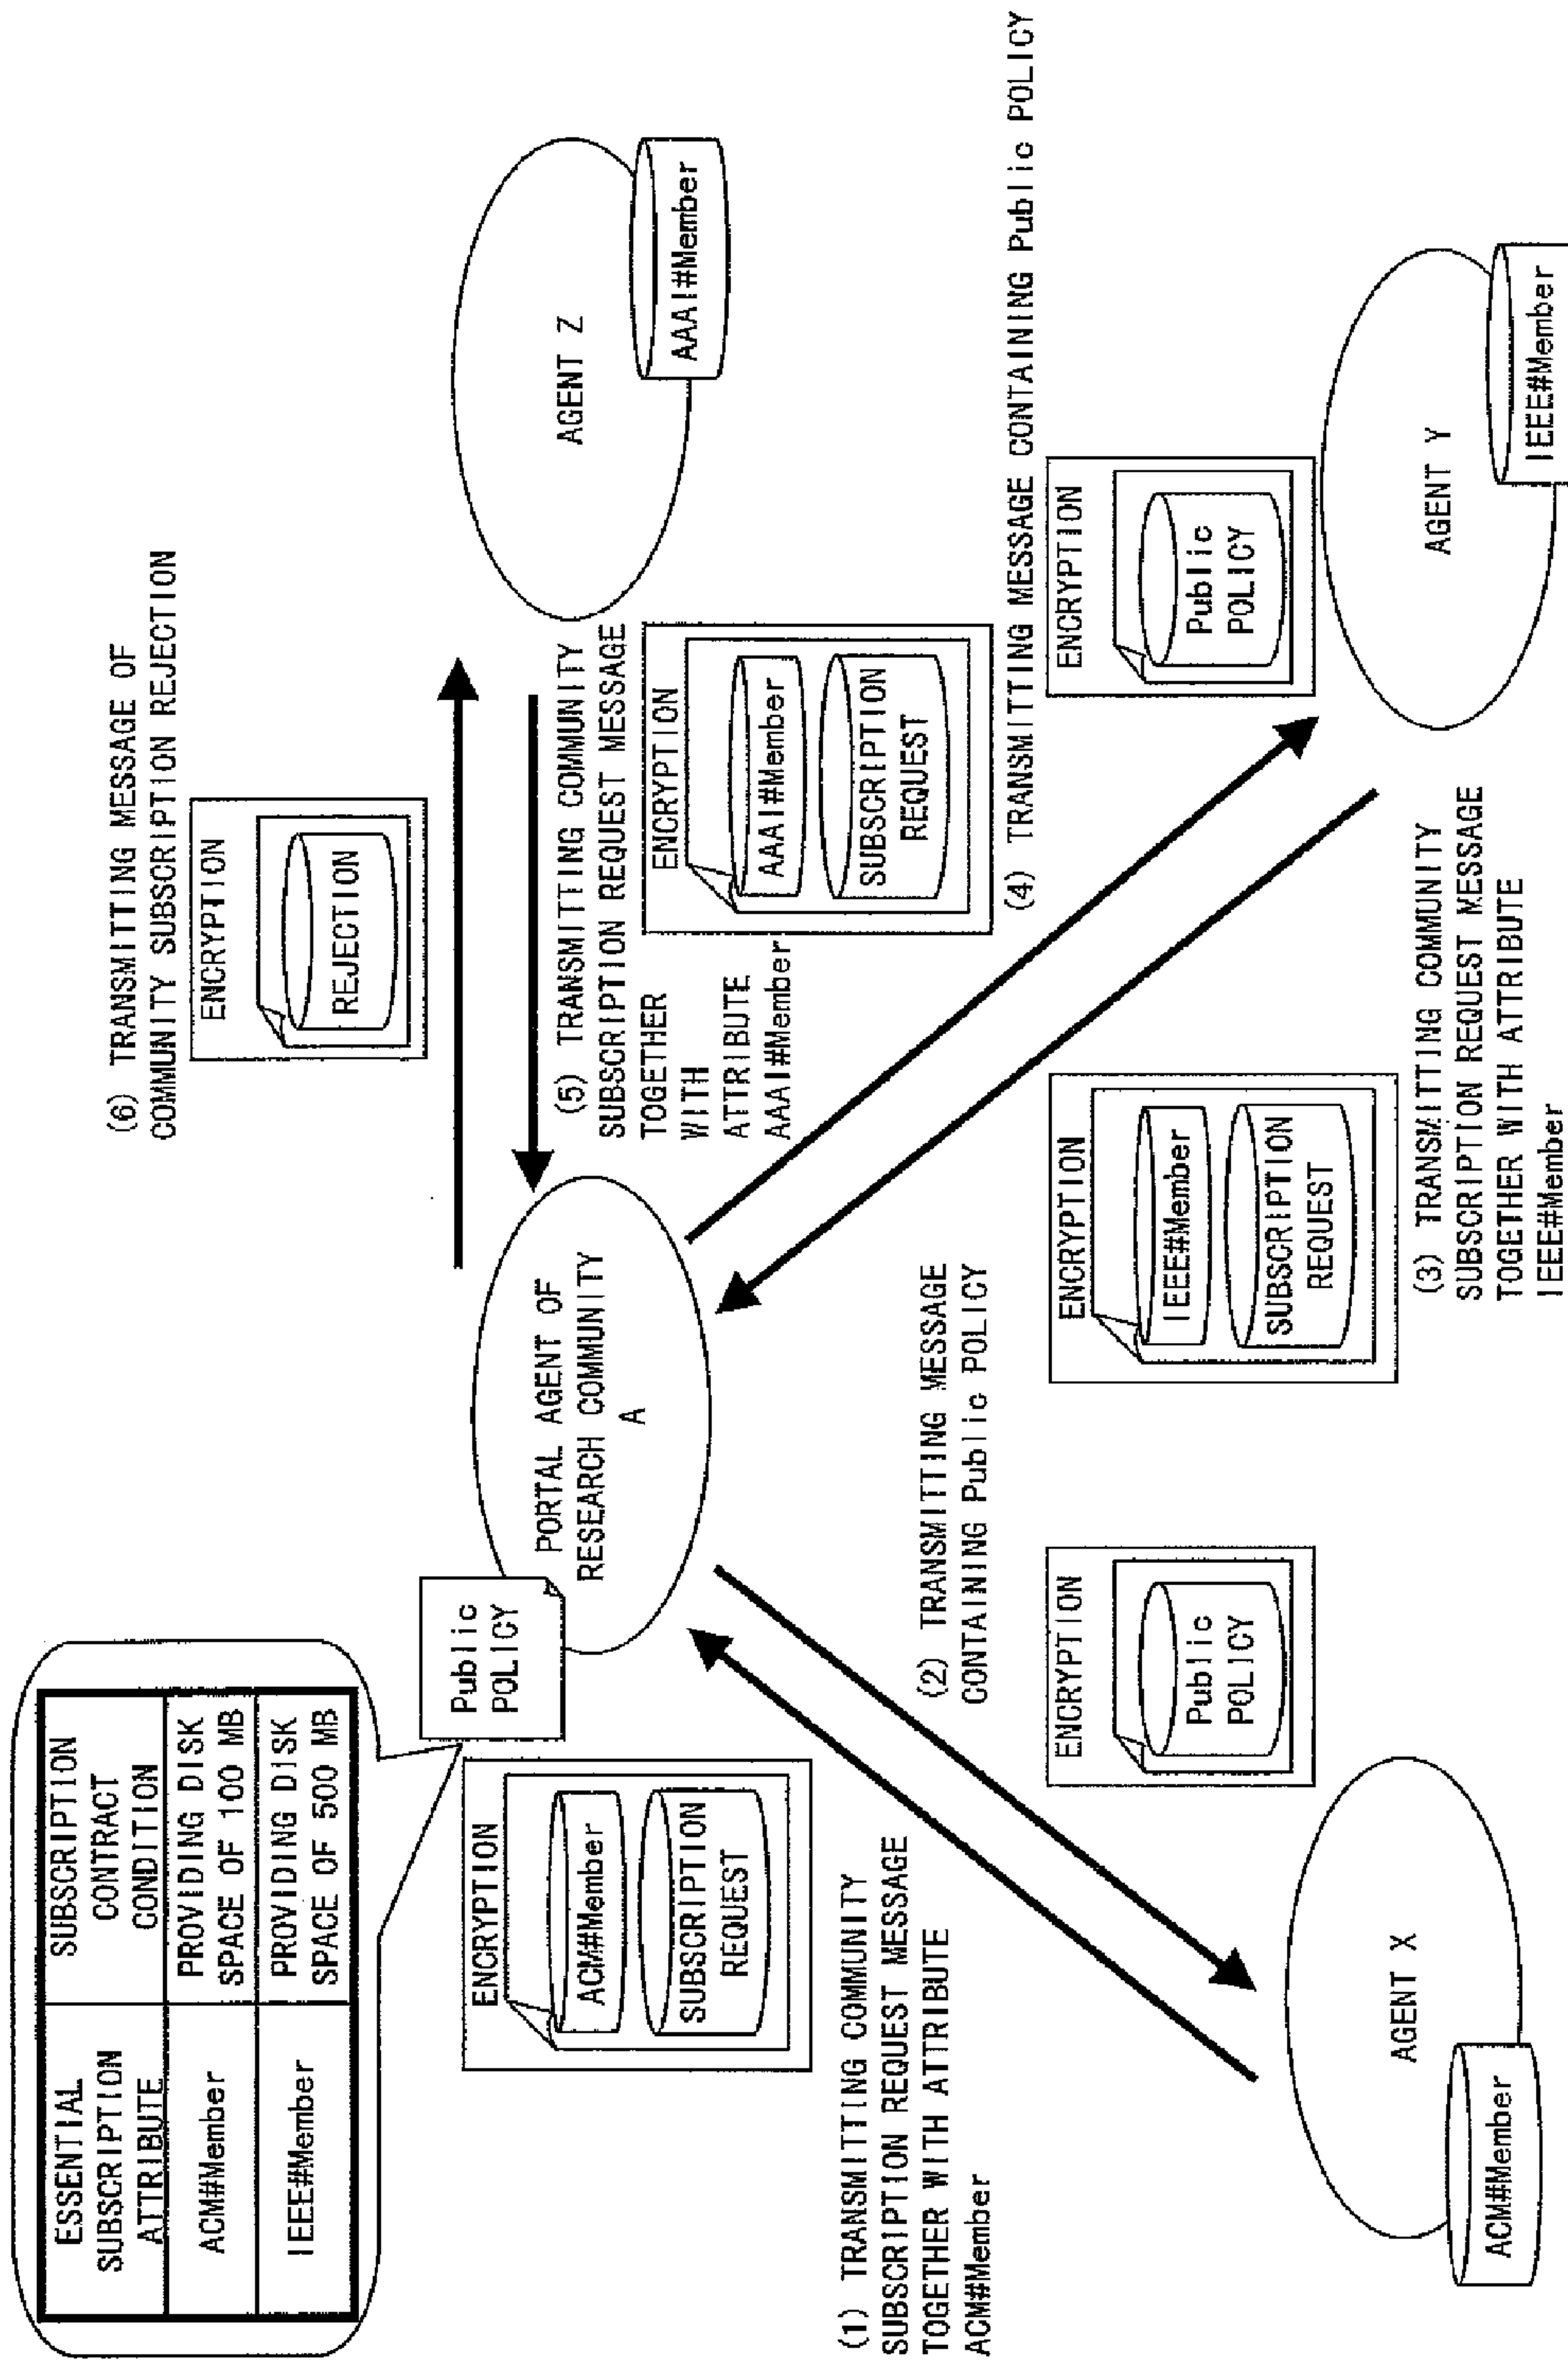 ESSENTIAL
SUBSCRIPTION
ATTRIBUTE
SUBSCRIPTION
CONTRACT
CONDITION
ACM#Member
PROVIDING DISK
SPACE OF 100 MB
IEEE#Member
PROVIDING DISK
SPACE OF 500 MB
Public
POLICY
PORTAL AGENT OF
RESEARCH COMMUNITY
A
ENCRYPTION
ACM#Member
SUBSCRIPTION
REQUEST
(1) TRANSMITTING COMMUNITY
SUBSCRIPTION REQUEST MESSAGE
TOGETHER WITH ATTRIBUTE
ACM#Member
(2) TRANSMITTING MESSAGE
CONTAINING Public POLICY
ENCRYPTION
Public
POLICY
AGENT X
ACM#Member
(6) TRANSMITTING MESSAGE OF
COMMUNITY SUBSCRIPTION REJECTION
ENCRYPTION
REJECTION
(5) TRANSMITTING COMMUNITY
SUBSCRIPTION REQUEST MESSAGE
TOGETHER
WITH
ATTRIBUTE
AAAI#Member
ENCRYPTION
AAAI#Member
SUBSCRIPTION
REQUEST
AGENT Z
AAAI#Member
(4) TRANSMITTING MESSAGE CONTAINING Public POLICY
ENCRYPTION
Public
POLICY
ENCRYPTION
IEEE#Member
SUBSCRIPTION
REQUEST
(3) TRANSMITTING COMMUNITY
SUBSCRIPTION REQUEST MESSAGE
TOGETHER WITH ATTRIBUTE
IEEE#Member
AGENT Y
IEEE#Member